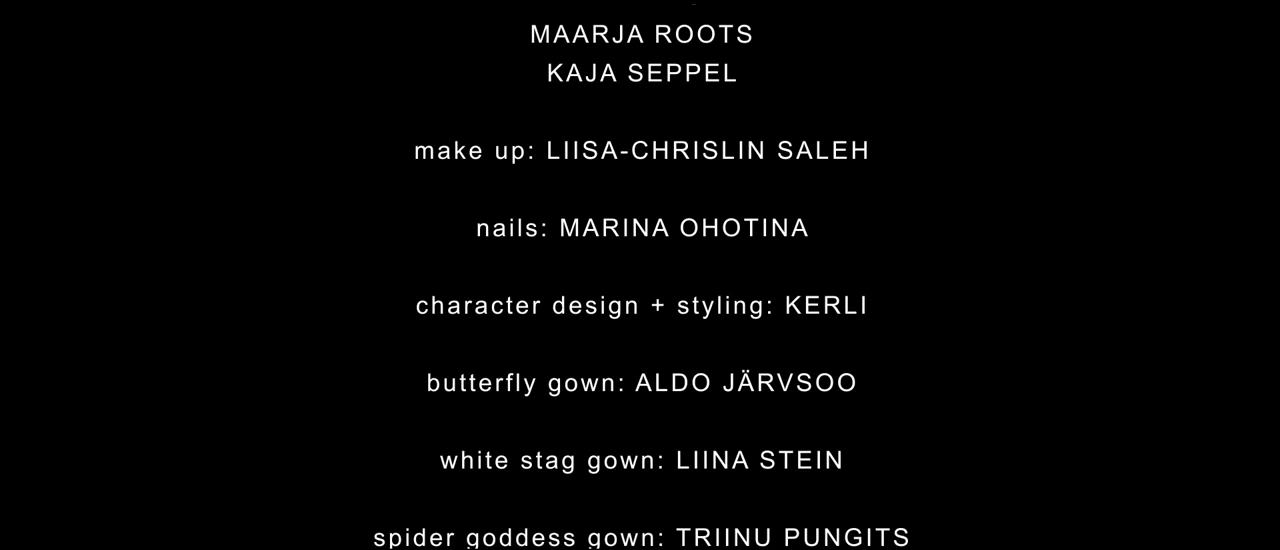 MAARJA ROOTS
KAJA SEPPEL
make up: LIISA-CHRISLIN SALEH
nails: MARINA OHOTINA
character design + styling: KERLI
butterfly gown: ALDO JÄRVSOO
white stag gown: LIINA STEIN
spider goddess gown: TRIINU PUNGITS